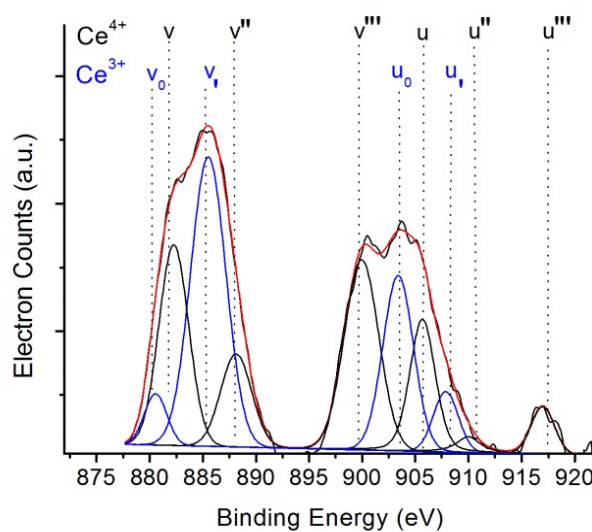 Ce4+ v v" v"' u u" u"'
Ce3+ v0 v, u0 u,
Electron Counts (a.u.)
875 880 885 890 895 900 905 910 915 920
Binding Energy (eV)